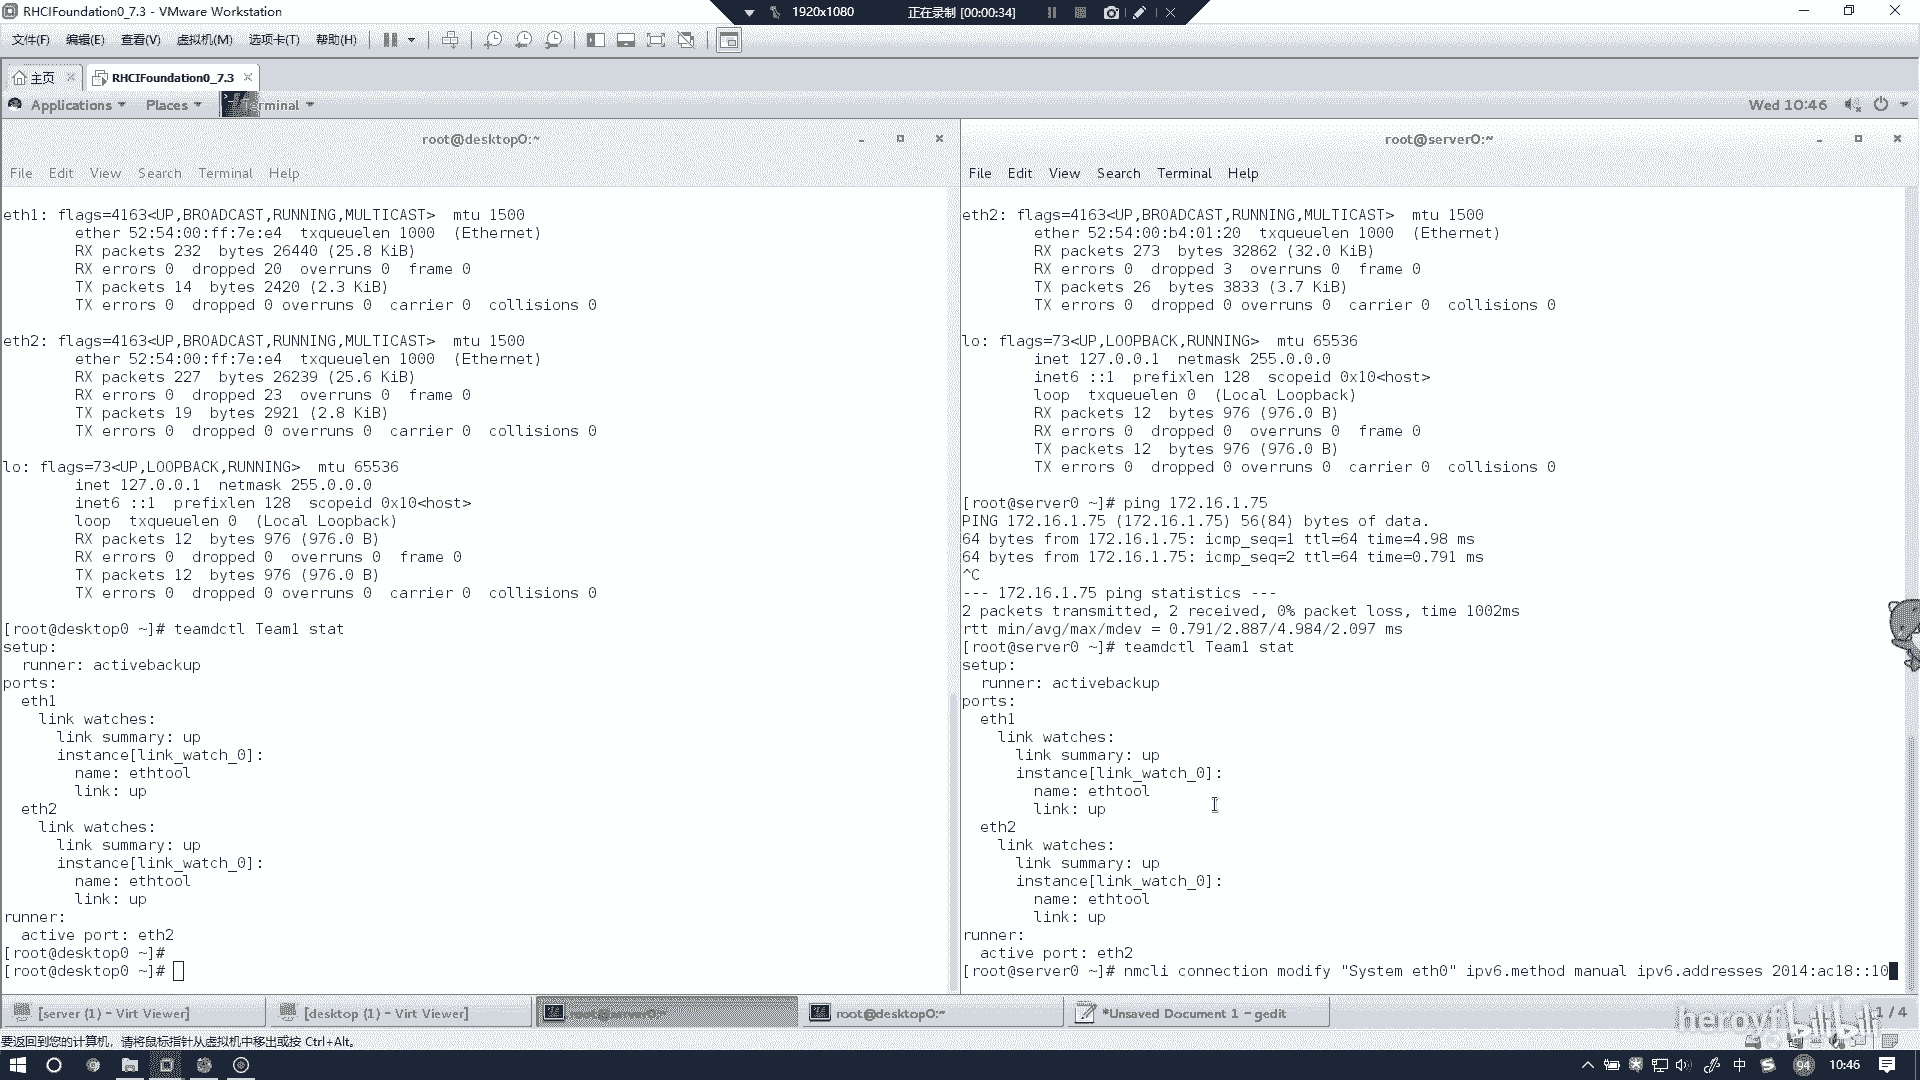 RHCIFoundation0_7.3 - VMware Workstation
1920x1080 正在录制 [00:00:34]
文件(F) 编辑(E) 查看(V) 虚拟机(M) 选项卡(T) 帮助(H)
主页 RHCIFoundation0_7.3
Applications Places Terminal Wed 10:46
root@desktop0:~
File Edit View Search Terminal Help
eth1: flags=4163<UP,BROADCAST,RUNNING,MULTICAST>  mtu 1500
ether 52:54:00:ff:7e:e4  txqueuelen 1000  (Ethernet)
RX packets 232  bytes 26440 (25.8 KiB)
RX errors 0  dropped 20  overruns 0  frame 0
TX packets 14  bytes 2420 (2.3 KiB)
TX errors 0  dropped 0 overruns 0  carrier 0  collisions 0
eth2: flags=4163<UP,BROADCAST,RUNNING,MULTICAST>  mtu 1500
ether 52:54:00:ff:7e:e4  txqueuelen 1000  (Ethernet)
RX packets 227  bytes 26239 (25.6 KiB)
RX errors 0  dropped 23  overruns 0  frame 0
TX packets 19  bytes 2921 (2.8 KiB)
TX errors 0  dropped 0 overruns 0  carrier 0  collisions 0
lo: flags=73<UP,LOOPBACK,RUNNING>  mtu 65536
inet 127.0.0.1  netmask 255.0.0.0
inet6 ::1  prefixlen 128  scopeid 0x10<host>
loop  txqueuelen 0  (Local Loopback)
RX packets 12  bytes 976 (976.0 B)
RX errors 0  dropped 0  overruns 0  frame 0
TX packets 12  bytes 976 (976.0 B)
TX errors 0  dropped 0 overruns 0  carrier 0  collisions 0
[root@desktop0 ~]# teamdctl Team1 stat
setup:
runner: activebackup
ports:
eth1
link watches:
link summary: up
instance[link_watch_0]:
name: ethtool
link: up
eth2
link watches:
link summary: up
instance[link_watch_0]:
name: ethtool
link: up
runner:
active port: eth2
[root@desktop0 ~]#
[root@desktop0 ~]#
root@server0:~
File Edit View Search Terminal Help
eth2: flags=4163<UP,BROADCAST,RUNNING,MULTICAST>  mtu 1500
ether 52:54:00:b4:01:20  txqueuelen 1000  (Ethernet)
RX packets 273  bytes 32862 (32.0 KiB)
RX errors 0  dropped 3  overruns 0  frame 0
TX packets 26  bytes 3833 (3.7 KiB)
TX errors 0  dropped 0 overruns 0  carrier 0  collisions 0
lo: flags=73<UP,LOOPBACK,RUNNING>  mtu 65536
inet 127.0.0.1  netmask 255.0.0.0
inet6 ::1  prefixlen 128  scopeid 0x10<host>
loop  txqueuelen 0  (Local Loopback)
RX packets 12  bytes 976 (976.0 B)
RX errors 0  dropped 0  overruns 0  frame 0
TX packets 12  bytes 976 (976.0 B)
TX errors 0  dropped 0 overruns 0  carrier 0  collisions 0
[root@server0 ~]# ping 172.16.1.75
PING 172.16.1.75 (172.16.1.75) 56(84) bytes of data.
64 bytes from 172.16.1.75: icmp_seq=1 ttl=64 time=4.98 ms
64 bytes from 172.16.1.75: icmp_seq=2 ttl=64 time=0.791 ms
^C
--- 172.16.1.75 ping statistics ---
2 packets transmitted, 2 received, 0% packet loss, time 1002ms
rtt min/avg/max/mdev = 0.791/2.887/4.984/2.097 ms
[root@server0 ~]# teamdctl Team1 stat
setup:
runner: activebackup
ports:
eth1
link watches:
link summary: up
instance[link_watch_0]:
name: ethtool
link: up
eth2
link watches:
link summary: up
instance[link_watch_0]:
name: ethtool
link: up
runner:
active port: eth2
[root@server0 ~]# nmcli connection modify "System eth0" ipv6.method manual ipv6.addresses 2014:ac18::10
[server (1) - Virt Viewer] [desktop (1) - Virt Viewer] root@server0:~ root@desktop0:~ *Unsaved Document 1 - gedit 1 / 4
bilibili
要返回到您的计算机，请将鼠标指针从虚拟机中移出或按 Ctrl+Alt。
中 94 10:46